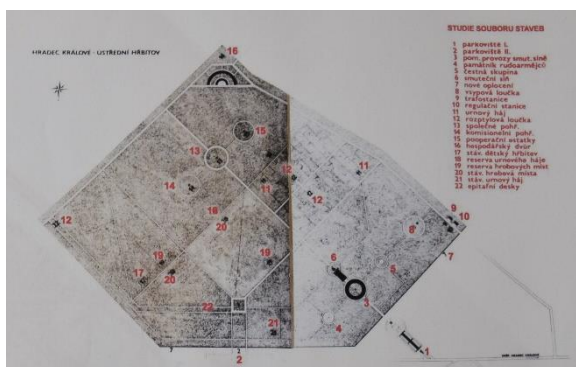 HRADEC KRÁLOVÉ - ÚSTŘEDNÍ HŘBITOV
STUDIE SOUBORU STAVEB
1 parkoviště I.
2 parkoviště II.
3 pom. provozy smut. síně
4 památník rudoarmějců
5 čestná skupina
6 smuteční síň
7 nové oplocení
8 vsypová loučka
9 trafostanice
10 regulační stanice
11 urnový háj
12 rozptylová loučka
13 společné pohř.
14 komisionelní pohř.
15 pooperační ostatky
16 hospodářský dvůr
17 stáv. dětský hřbitov
18 reserva urnového háje
19 reserva hrobových míst
20 stáv. hrobová místa
21 stáv. urnový háj
22 epitafní desky
16
15
13
14
11
12
11
12
18
20
12
8
9
10
7
19
19
20
17
6
5
3
22
4
21
2
1